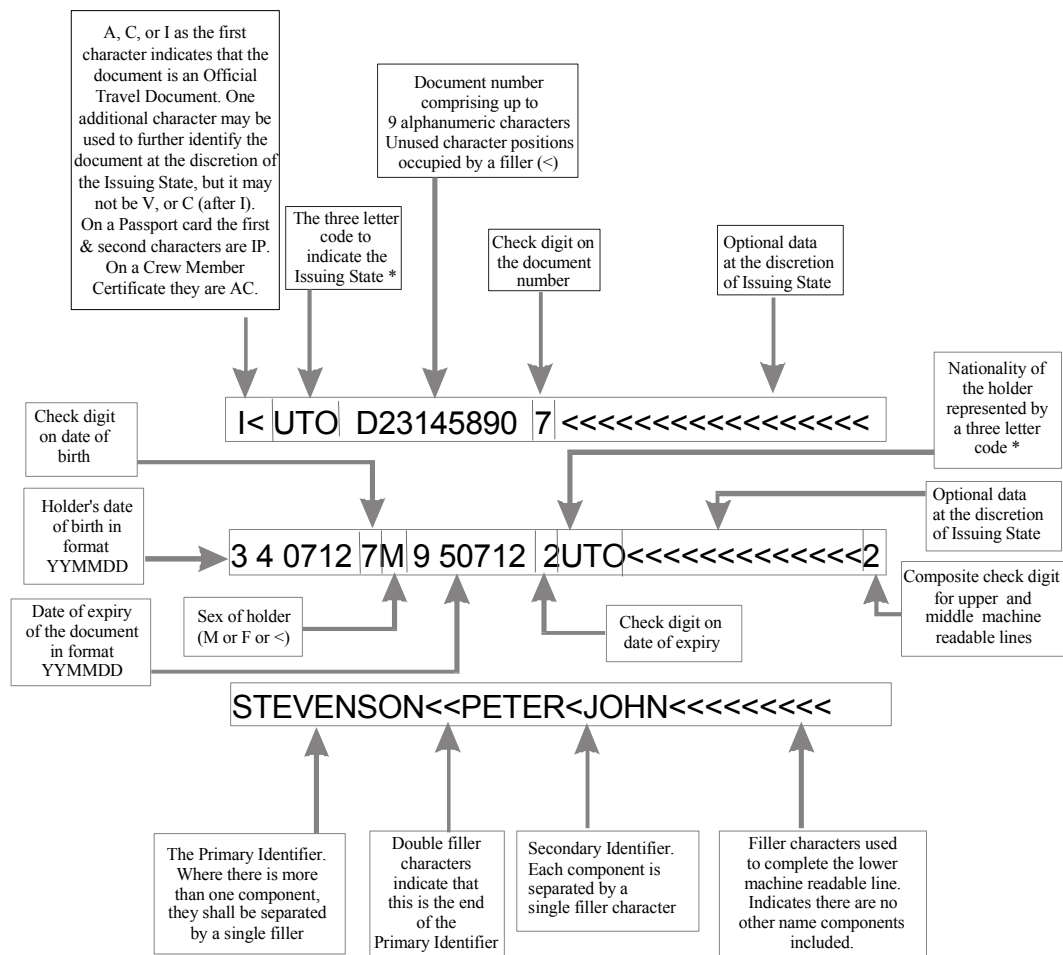 A, C, or I as the first
character indicates that the
document is an Official
Travel Document. One
additional character may be
used to further identify the
document at the discretion of
the Issuing State, but it may
not be V, or C (after I).
On a Passport card the first
& second characters are IP.
On a Crew Member
Certificate they are AC.
The three letter
code to
indicate the
Issuing State *
Document number
comprising up to
9 alphanumeric characters
Unused character positions
occupied by a filler (<)
Check digit on
the document
number
Optional data
at the discretion
of Issuing State
I< UTO D23145890 7 <<<<<<<<<<<<<<<<<
Nationality of
the holder
represented by
a three letter
code *
Check digit
on date of
birth
Holder's date
of birth in
format
YYMMDD
Optional data
at the discretion
of Issuing State
3 4 0712 7M 9 50712 2UTO<<<<<<<<<<<<<2
Date of expiry
of the document
in format
YYMMDD
Sex of holder
(M or F or <)
Check digit on
date of expiry
Composite check digit
for upper and
middle machine
readable lines
STEVENSON<<PETER<JOHN<<<<<<<<<
The Primary Identifier.
Where there is more
than one component,
they shall be separated
by a single filler
Double filler
characters
indicate that
this is the end
of the
Primary Identifier
Secondary Identifier.
Each component is
separated by a
single filler character
Filler characters used
to complete the lower
machine readable line.
Indicates there are no
other name components
included.